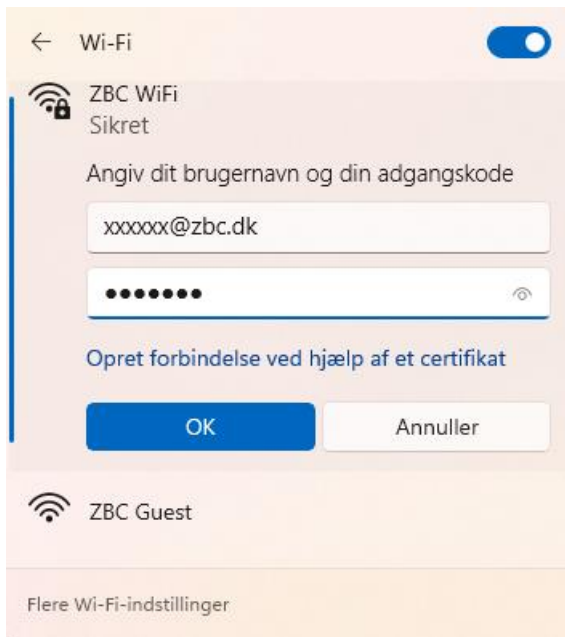 Wi-Fi
ZBC WiFi
Sikret
Angiv dit brugernavn og din adgangskode
xxxxxx@zbc.dk
•••••••
Opret forbindelse ved hjælp af et certifikat
OK Annuller
ZBC Guest
Flere Wi-Fi-indstillinger